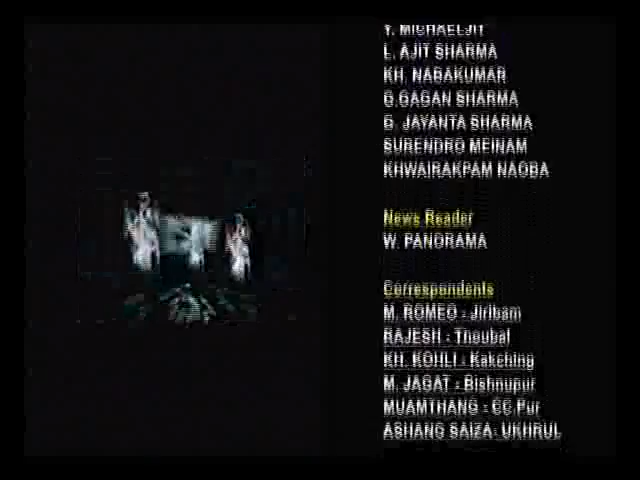 Y. MICHAELJIT
L. AJIT SHARMA
KH. NABAKUMAR
G.GAGAN SHARMA
G. JAYANTA SHARMA
SURENDRO MEINAM
KHWAIRAKPAM NAOBA
News Reader
W. PANORAMA
Correspondents
M. ROMEO - Jiribam
RAJESH - Thoubal
KH. KOHLI - Kakching
M. JAGAT - Bishnupur
MUAMTHANG - CC Pur
ASHANG SAIZA- UKHRUL